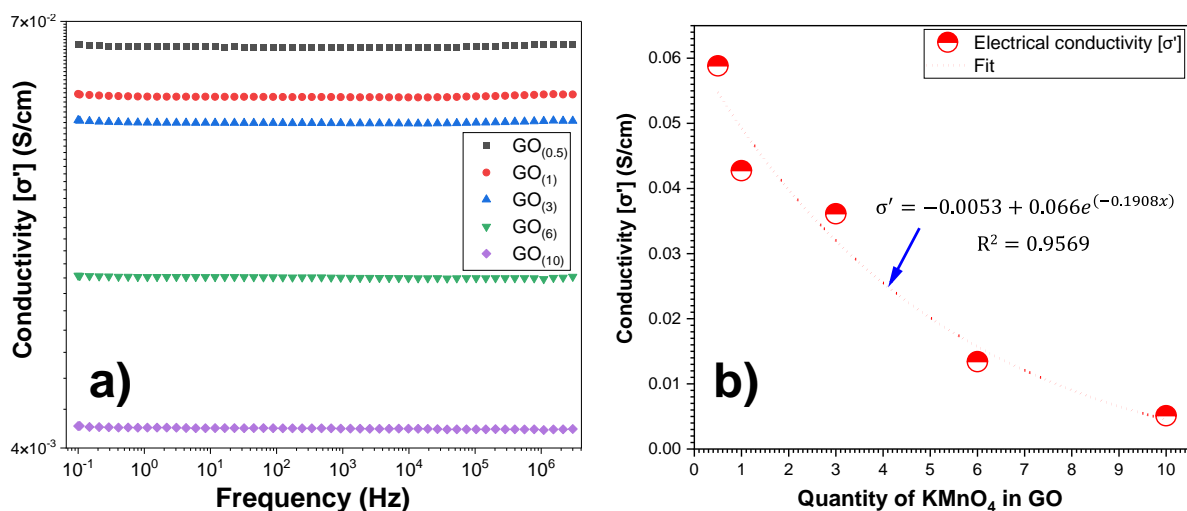 7×10⁻²
4×10⁻³
Conductivity [σ'] (S/cm)
10⁻¹ 10⁰ 10¹ 10² 10³ 10⁴ 10⁵ 10⁶
Frequency (Hz)
GO₍₀.₅₎
GO₍₁₎
GO₍₃₎
GO₍₆₎
GO₍₁₀₎
a)
0.06
0.05
0.04
0.03
0.02
0.01
0.00
Conductivity [σ'] (S/cm)
0 1 2 3 4 5 6 7 8 9 10
Quantity of KMnO₄ in GO
Electrical conductivity [σ']
Fit
σ′ = −0.0053 + 0.066e^(−0.1908x)
R² = 0.9569
b)